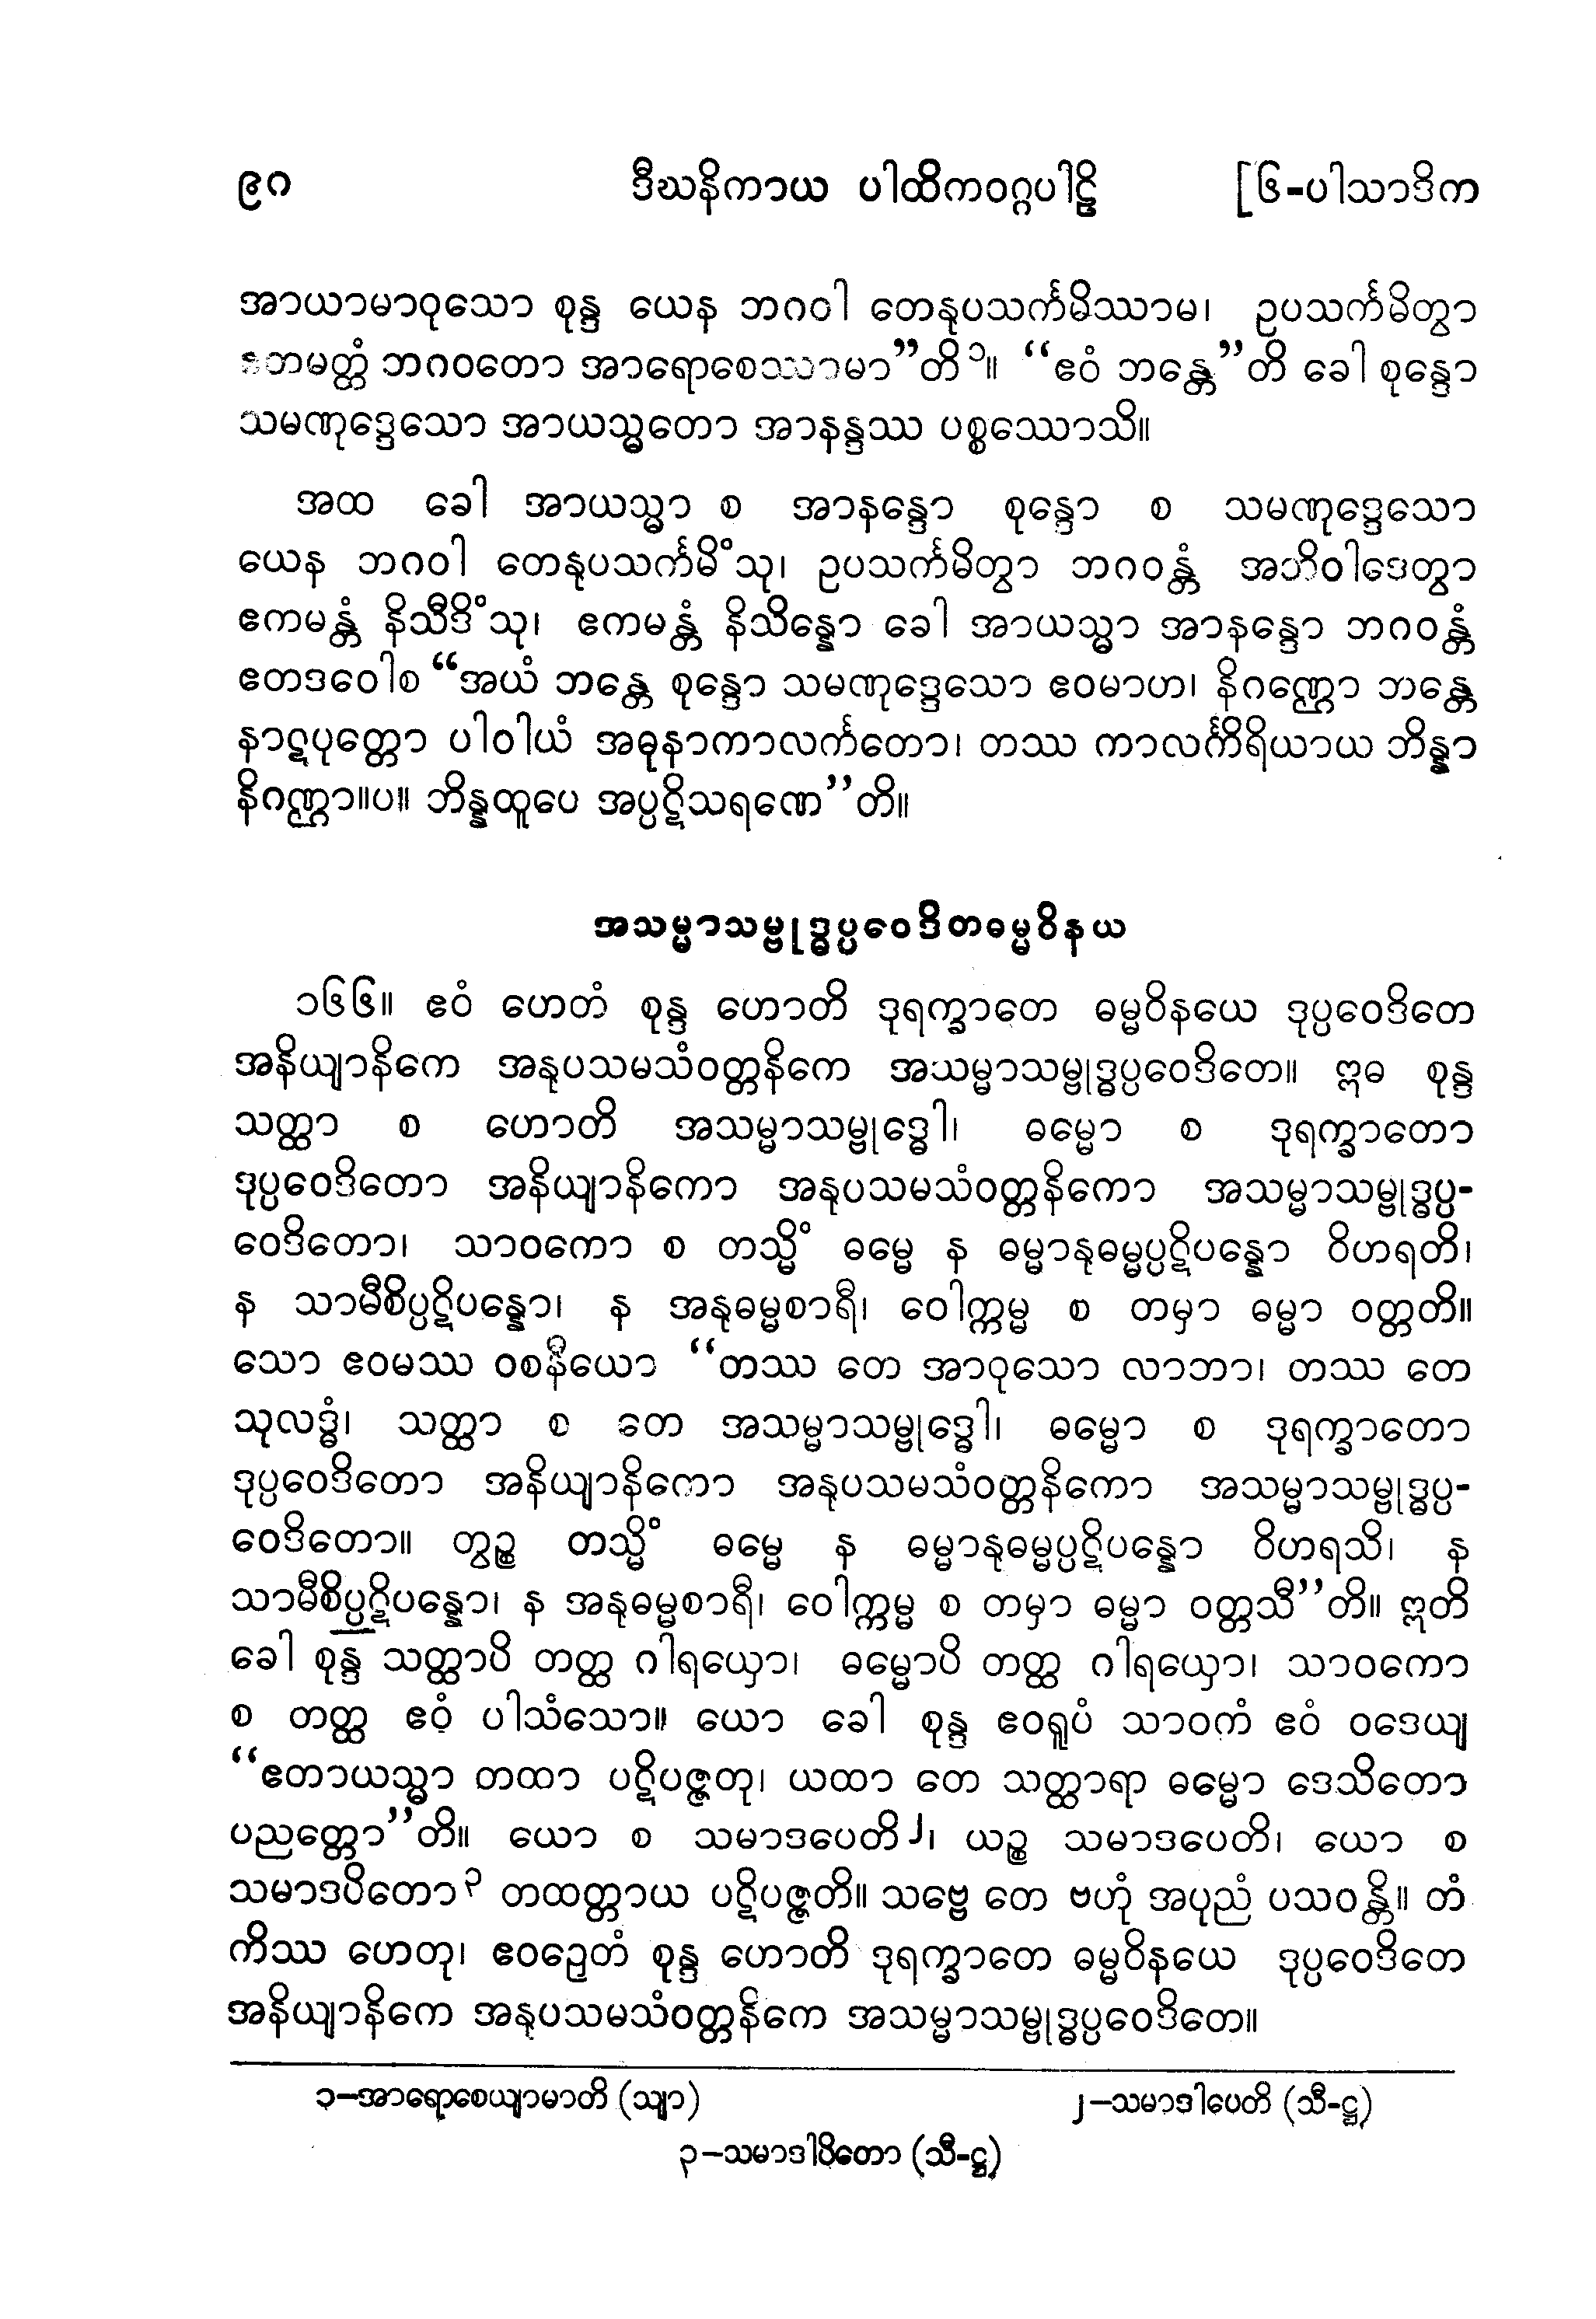 ၉၈ ဒီဃနိကာယ ပါထိကဝဂ္ဂပါဠိ [၆-ပါသာဒိက
အာယာမာဝုသော စုန္ဒ ယေန ဘဂဝါ တေနုပသင်္ကမိဿာမ၊ ဥပသင်္ကမိတွာ
ဧတမတ္ထံ ဘဂဝတော အာရောစေဿာမာ”တိ ၁။ “ဧဝံ ဘန္တေ”တိ ခေါ စုန္ဒော
သမဏုဒ္ဒေသော အာယသ္မတော အာနန္ဒဿ ပစ္စဿောသိ။
အထ ခေါ အာယသ္မာ စ အာနန္ဒော စုန္ဒော စ သမဏုဒ္ဒေသော
ယေန ဘဂဝါ တေနုပသင်္ကမိံသု၊ ဥပသင်္ကမိတွာ ဘဂဝန္တံ အဘိဝါဒေတွာ
ဧကမန္တံ နိသီဒိံသု၊ ဧကမန္တံ နိသိန္နော ခေါ အာယသ္မာ အာနန္ဒော ဘဂဝန္တံ
ဧတဒဝေါစ “အယံ ဘန္တေ စုန္ဒော သမဏုဒ္ဒေသော ဧဝမာဟ၊ နိဂဏ္ဌော ဘန္တေ
နာဋပုတ္တော ပါဝါယံ အဓုနာကာလင်္ကတော၊ တဿ ကာလင်္ကိရိယာယ ဘိန္နာ
နိဂဏ္ဌာ။ပ။ ဘိန္နထူပေ အပ္ပဋိသရဏေ”တိ။
အသမ္မာသမ္ဗုဒ္ဓပ္ပဝေဒိတဓမ္မဝိနယ
၁၆၆။ ဧဝံ ဟေတံ စုန္ဒ ဟောတိ ဒုရက္ခာတေ ဓမ္မဝိနယေ ဒုပ္ပဝေဒိတေ
အနိယျာနိကေ အနုပသမသံဝတ္တနိကေ အသမ္မာသမ္ဗုဒ္ဓပ္ပဝေဒိတေ။ ဣဓ စုန္ဒ
သတ္ထာ စ ဟောတိ အသမ္မာသမ္ဗုဒ္ဓေါ၊ ဓမ္မော စ ဒုရက္ခာတော
ဒုပ္ပဝေဒိတော အနိယျာနိကော အနုပသမသံဝတ္တနိကော အသမ္မာသမ္ဗုဒ္ဓပ္ပ-
ဝေဒိတော၊ သာဝကော စ တသ္မိံ ဓမ္မေ န ဓမ္မာနုဓမ္မပ္ပဋိပန္နော ဝိဟရတိ၊
န သာမီစိပ္ပဋိပန္နော၊ န အနုဓမ္မစာရီ၊ ဝေါက္ကမ္မ စ တမှာ ဓမ္မာ ဝတ္တတိ။
သော ဧဝမဿ ဝစနီယော “တဿ တေ အာဝုသော လာဘာ၊ တဿ တေ
သုလဒ္ဓံ၊ သတ္ထာ စ တေ အသမ္မာသမ္ဗုဒ္ဓေါ၊ ဓမ္မော စ ဒုရက္ခာတော
ဒုပ္ပဝေဒိတော အနိယျာနိကော အနုပသမသံဝတ္တနိကော အသမ္မာသမ္ဗုဒ္ဓပ္ပ-
ဝေဒိတော။ တွဉ္စ တသ္မိံ ဓမ္မေ န ဓမ္မာနုဓမ္မပ္ပဋိပန္နော ဝိဟရသိ၊ န
သာမီစိပ္ပဋိပန္နော၊ န အနုဓမ္မစာရီ၊ ဝေါက္ကမ္မ စ တမှာ ဓမ္မာ ဝတ္တသီ”တိ။ ဣတိ
ခေါ စုန္ဒ သတ္ထာပိ တတ္ထ ဂါရယှော၊ ဓမ္မောပိ တတ္ထ ဂါရယှော၊ သာဝကော
စ တတ္ထ ဧဝံ ပါသံသော။ ယော ခေါ စုန္ဒ ဧဝရူပံ သာဝကံ ဧဝံ ဝဒေယျ
“ဧတာယသ္မာ တထာ ပဋိပဇ္ဇတု၊ ယထာ တေ သတ္ထာရာ ဓမ္မော ဒေသိတော
ပညတ္တော”တိ။ ယော စ သမာဒပေတိ ၂၊ ယဉ္စ သမာဒပေတိ၊ ယော စ
သမာဒပိတော ၃ တထတ္တာယ ပဋိပဇ္ဇတိ။ သဗ္ဗေ တေ ဗဟုံ အပုညံ ပသဝန္တိ။ တံ
ကိဿ ဟေတု၊ ဧဝဉှေတံ စုန္ဒ ဟောတိ ဒုရက္ခာတေ ဓမ္မဝိနယေ ဒုပ္ပဝေဒိတေ
အနိယျာနိကေ အနုပသမသံဝတ္တနိကေ အသမ္မာသမ္ဗုဒ္ဓပ္ပဝေဒိတေ။
၁–အာရောစေယျာမာတိ (သျာ) ၂–သမာဒါပေတိ (သီ-ဋ္ဌ)
၃–သမာဒါပိတော (သီ-ဋ္ဌ)